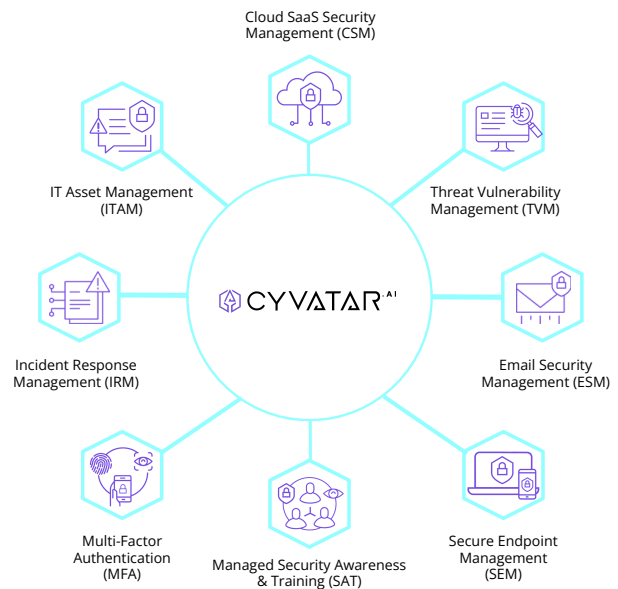 Cloud SaaS Security
Management (CSM)
IT Asset Management
(ITAM)
Threat Vulnerability
Management (TVM)
CYVATAR.AI
Incident Response
Management (IRM)
Email Security
Management (ESM)
Multi-Factor
Authentication
(MFA)
Managed Security Awareness
& Training (SAT)
Secure Endpoint
Management
(SEM)